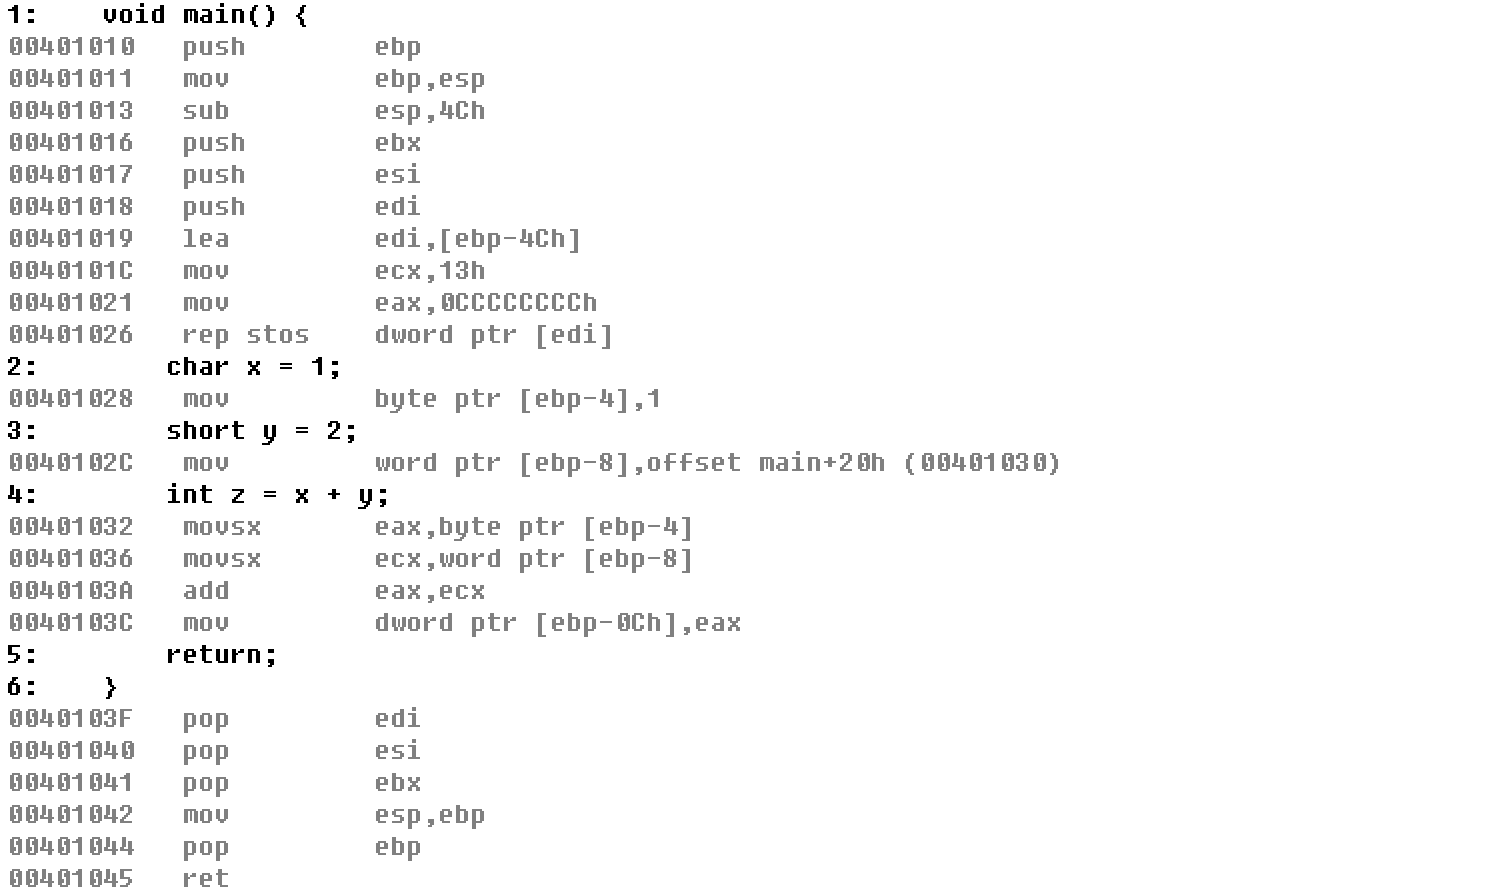 1:    void main() {
00401010   push        ebp
00401011   mov         ebp,esp
00401013   sub         esp,4Ch
00401016   push        ebx
00401017   push        esi
00401018   push        edi
00401019   lea         edi,[ebp-4Ch]
0040101C   mov         ecx,13h
00401021   mov         eax,0CCCCCCCCh
00401026   rep stos    dword ptr [edi]
2:        char x = 1;
00401028   mov         byte ptr [ebp-4],1
3:        short y = 2;
0040102C   mov         word ptr [ebp-8],offset main+20h (00401030)
4:        int z = x + y;
00401032   movsx       eax,byte ptr [ebp-4]
00401036   movsx       ecx,word ptr [ebp-8]
0040103A   add         eax,ecx
0040103C   mov         dword ptr [ebp-0Ch],eax
5:        return;
6:    }
0040103F   pop         edi
00401040   pop         esi
00401041   pop         ebx
00401042   mov         esp,ebp
00401044   pop         ebp
00401045   ret